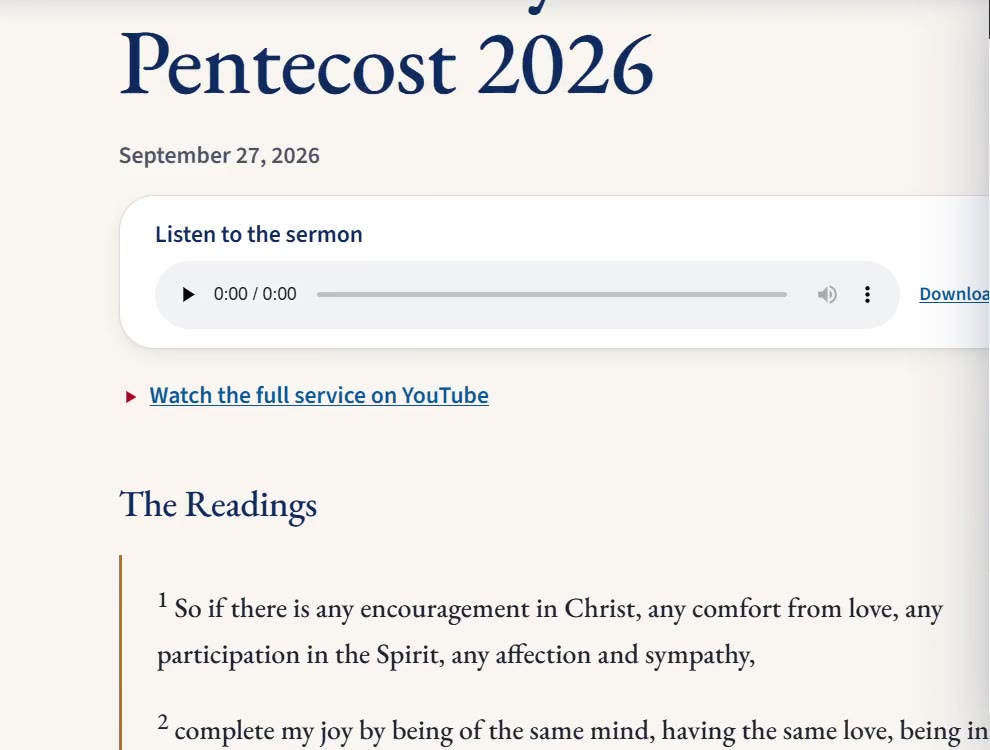 Pentecost 2026
September 27, 2026
Listen to the sermon
0:00 / 0:00
Watch the full service on YouTube
The Readings
1 So if there is any encouragement in Christ, any comfort from love, any
participation in the Spirit, any affection and sympathy,
2 complete my joy by being of the same mind, having the same love, being in